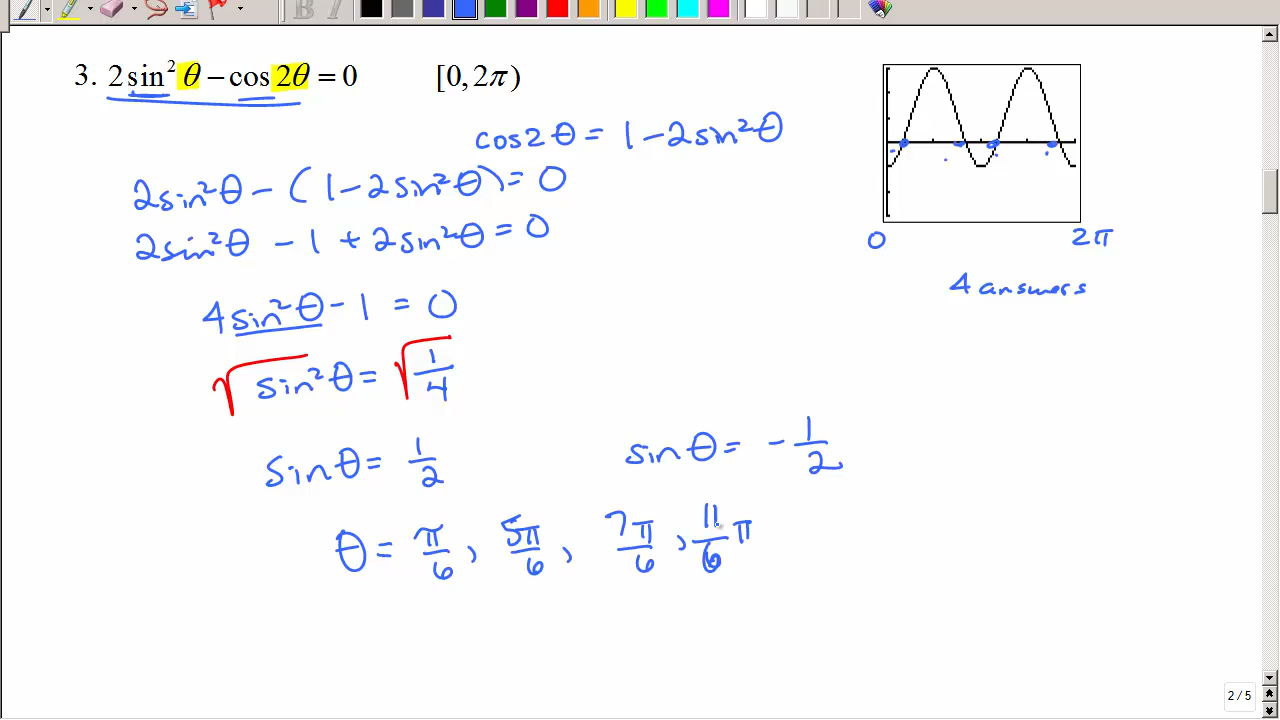 3. 2sin²θ − cos2θ = 0 [0, 2π)
cos2θ = 1 − 2sin²θ
2sin²θ − (1 − 2sin²θ) = 0
2sin²θ − 1 + 2sin²θ = 0
4sin²θ − 1 = 0
√sin²θ = √1/4
sinθ = 1/2 sinθ = −1/2
θ = π/6, 5π/6, 7π/6, 11/6 π
0 2π
4 answers
2 / 5